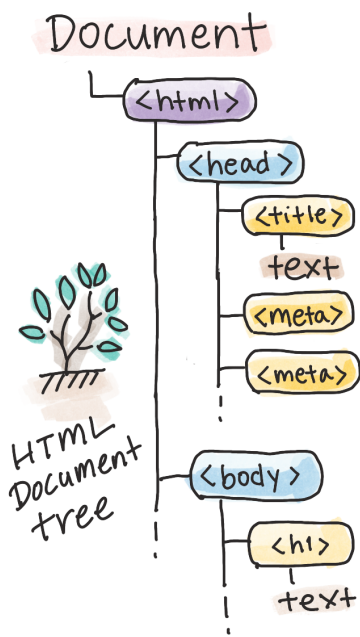 Document
<html>
<head>
<title>
text
<meta>
<meta>
HTML
Document
tree
<body>
<h1>
text